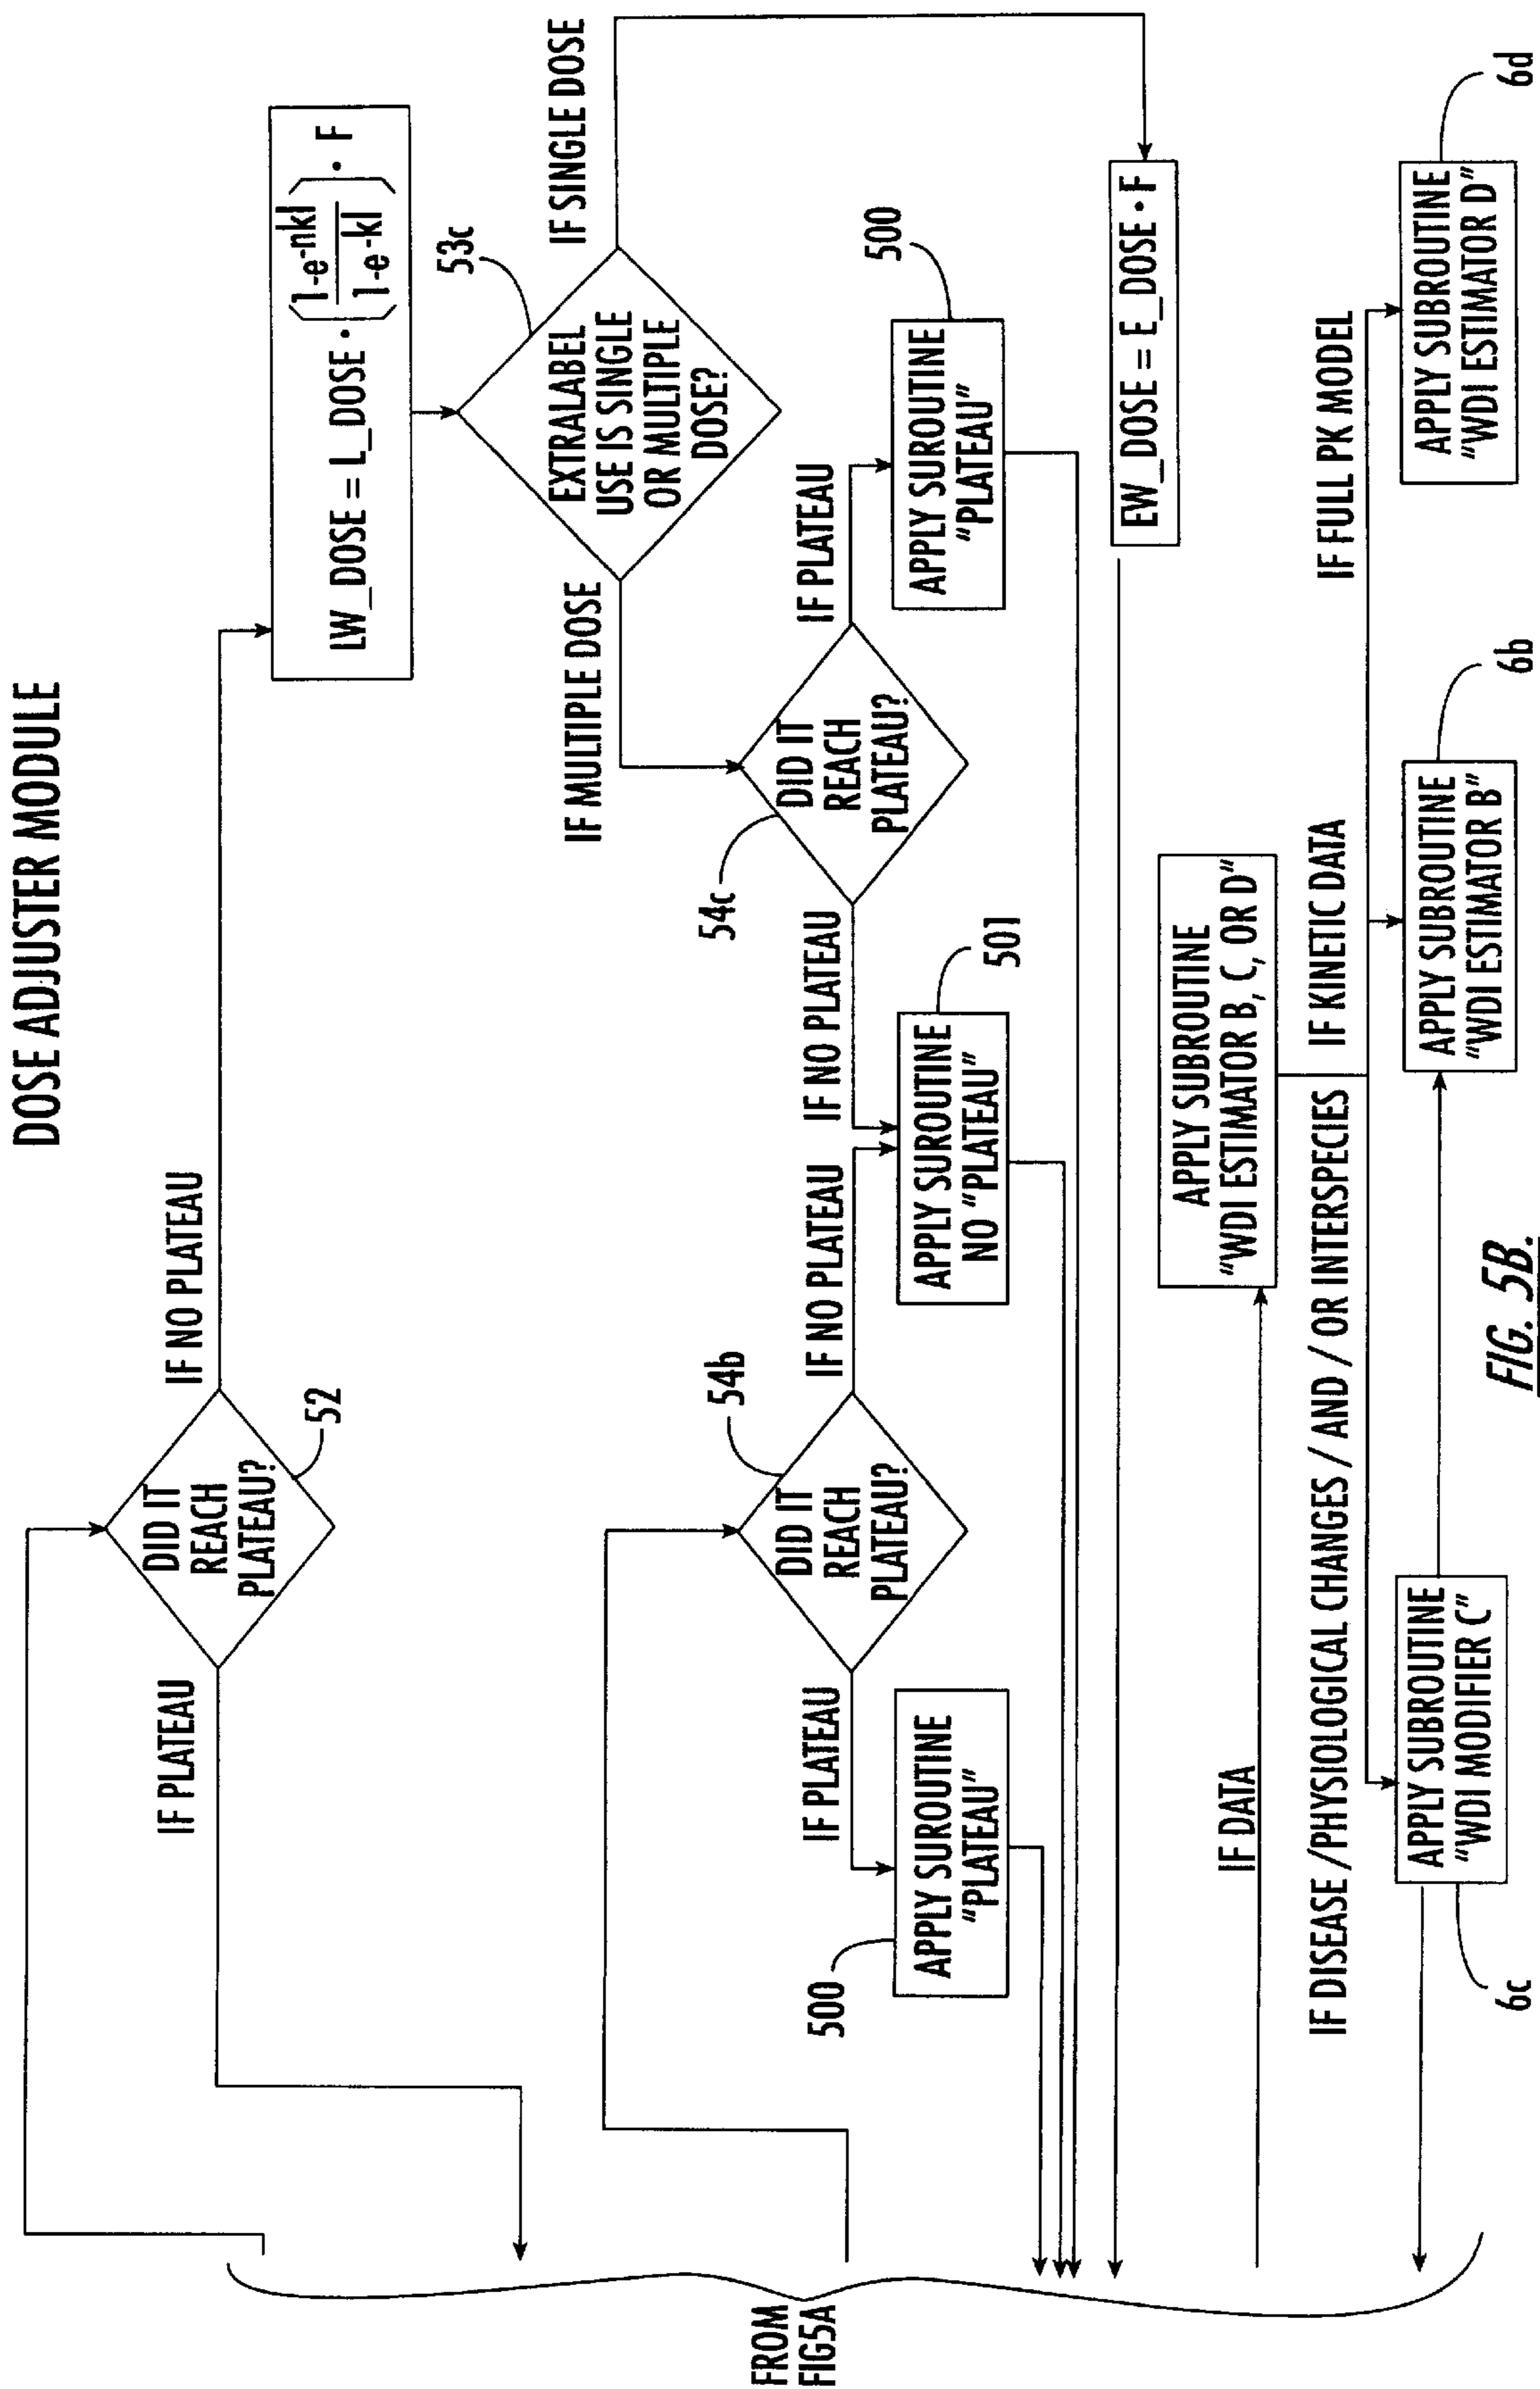 DOSE ADJUSTER MODULE
DID IT
REACH
PLATEAU?
52
IF PLATEAU
IF NO PLATEAU
LW_DOSE = L_DOSE • (1-e^-nkl / 1-e^-kl) • F
EXTRALABEL
USE IS SINGLE
OR MULTIPLE
DOSE?
53c
IF SINGLE DOSE
IF MULTIPLE DOSE
DID IT
REACH
PLATEAU?
54b
IF PLATEAU
IF NO PLATEAU
DID IT
REACH
PLATEAU?
54c
IF NO PLATEAU
IF PLATEAU
APPLY SUROUTINE
"PLATEAU"
500
APPLY SUROUTINE
NO "PLATEAU"
501
APPLY SUROUTINE
"PLATEAU"
500
EW_DOSE = E_DOSE • F
FROM
FIG5A
IF DATA
APPLY SUBROUTINE
"WDI ESTIMATOR B, C, OR D"
IF DISEASE /PHYSIOLOGICAL CHANGES / AND / OR INTERSPECIES
IF KINETIC DATA
IF FULL PK MODEL
APPLY SUBROUTINE
"WDI MODIFIER C"
6c
APPLY SUBROUTINE
"WDI ESTIMATOR B"
6b
APPLY SUBROUTINE
"WDI ESTIMATOR D"
6d
FIG. 5B.